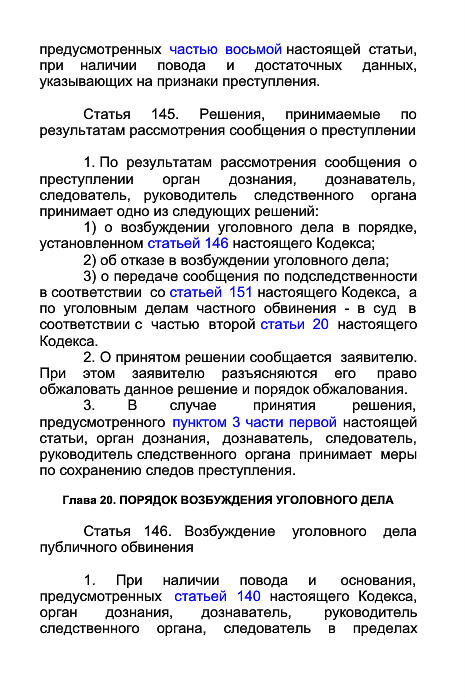 предусмотренных частью восьмой настоящей статьи,
при наличии повода и достаточных данных,
указывающих на признаки преступления.
Статья 145. Решения, принимаемые по
результатам рассмотрения сообщения о преступлении
1. По результатам рассмотрения сообщения о
преступлении орган дознания, дознаватель,
следователь, руководитель следственного органа
принимает одно из следующих решений:
1) о возбуждении уголовного дела в порядке,
установленном статьей 146 настоящего Кодекса;
2) об отказе в возбуждении уголовного дела;
3) о передаче сообщения по подследственности
в соответствии со статьей 151 настоящего Кодекса, а
по уголовным делам частного обвинения - в суд в
соответствии с частью второй статьи 20 настоящего
Кодекса.
2. О принятом решении сообщается заявителю.
При этом заявителю разъясняются его право
обжаловать данное решение и порядок обжалования.
3. В случае принятия решения,
предусмотренного пунктом 3 части первой настоящей
статьи, орган дознания, дознаватель, следователь,
руководитель следственного органа принимает меры
по сохранению следов преступления.
Глава 20. ПОРЯДОК ВОЗБУЖДЕНИЯ УГОЛОВНОГО ДЕЛА
Статья 146. Возбуждение уголовного дела
публичного обвинения
1. При наличии повода и основания,
предусмотренных статьей 140 настоящего Кодекса,
орган дознания, дознаватель, руководитель
следственного органа, следователь в пределах